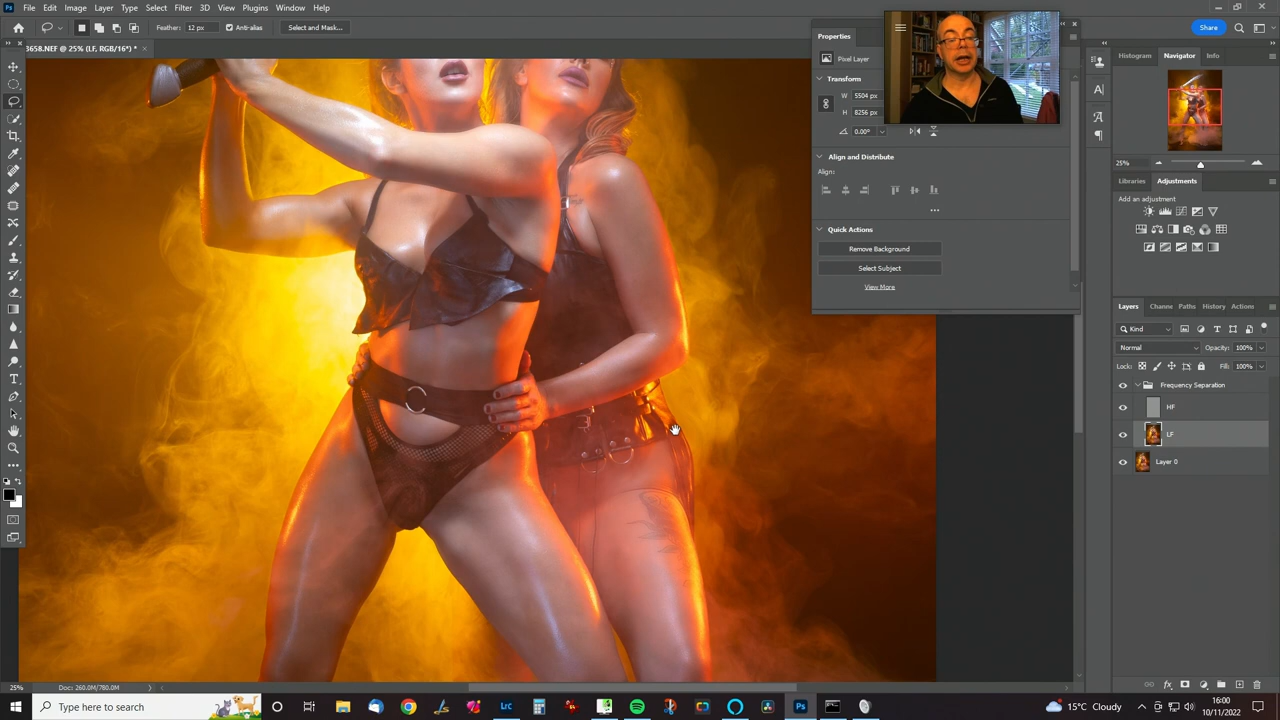 File Edit Image Layer Type Select Filter 3D View Plugins Window Help
Feather: 12 px Anti-alias Select and Mask... Share
3658.NEF @ 25% (LF, RGB/16*) *
Properties
Pixel Layer
Transform
W 5504 px
H 8256 px
0.00°
Align and Distribute
Align:
Quick Actions
Remove Background
Select Subject
View More
Histogram Navigator Info
25%
Libraries Adjustments
Add an adjustment
Layers Channe Paths History Actions
Kind
Normal Opacity: 100%
Lock: Fill: 100%
Frequency Separation
HF
LF
Layer 0
25% Doc: 260.0M/780.0M
Type here to search
15°C Cloudy
16:00
10/11/2022